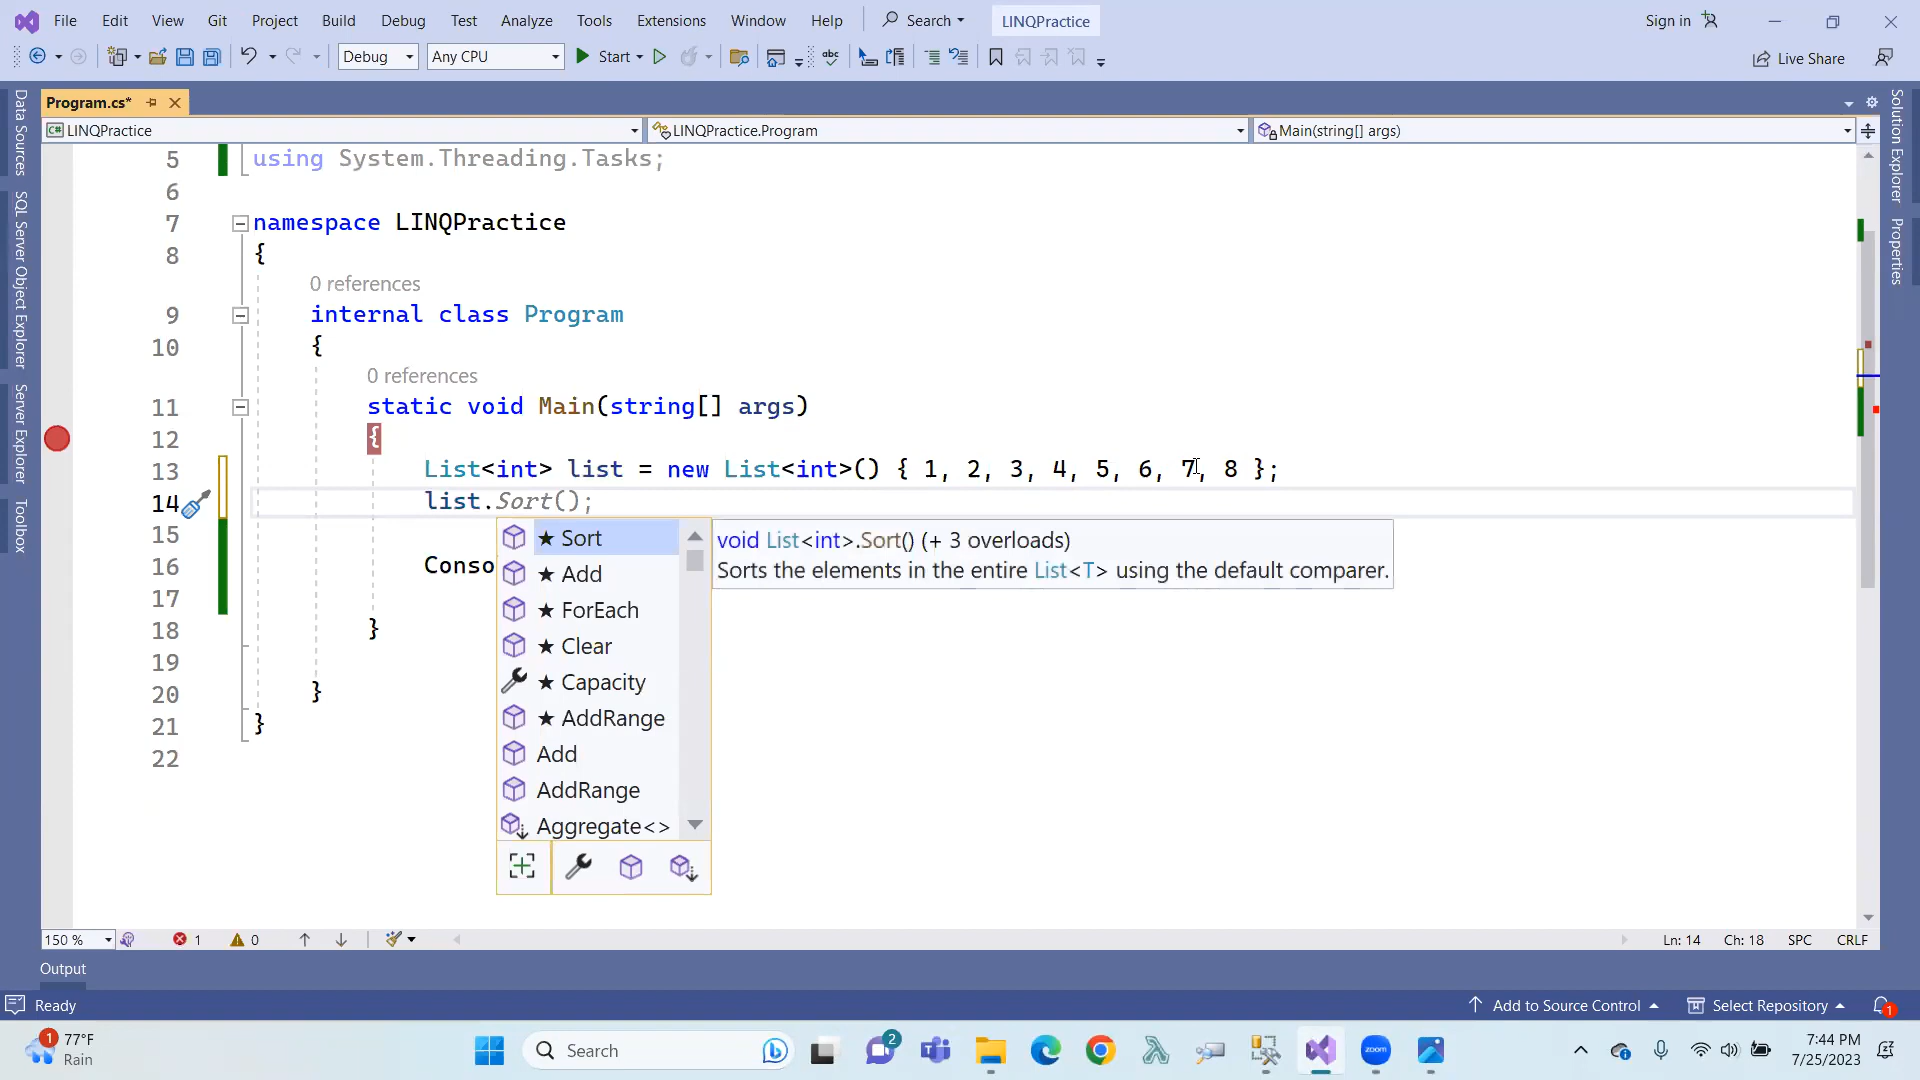 File Edit View Git Project Build Debug Test Analyze Tools Extensions Window Help Search LINQPractice Sign in
Debug Any CPU Start abc Live Share
Program.cs*
LINQPractice LINQPractice.Program Main(string[] args)
Data Sources
SQL Server Object Explorer
Server Explorer
Toolbox
Solution Explorer
Properties
5 using System.Threading.Tasks;
6
7 namespace LINQPractice
8 {
0 references
9 internal class Program
10 {
0 references
11 static void Main(string[] args)
12 {
13 List<int> list = new List<int>() { 1, 2, 3, 4, 5, 6, 7, 8 };
14 list.Sort();
15
16 Conso
17
18 }
19
20 }
21 }
22
★ Sort
★ Add
★ ForEach
★ Clear
★ Capacity
★ AddRange
Add
AddRange
Aggregate<>
void List<int>.Sort() (+ 3 overloads)
Sorts the elements in the entire List<T> using the default comparer.
150 % 1 0 Ln: 14 Ch: 18 SPC CRLF
Output
Ready Add to Source Control Select Repository 1
1 77°F
Rain
Search 2 zoom
7:44 PM
7/25/2023